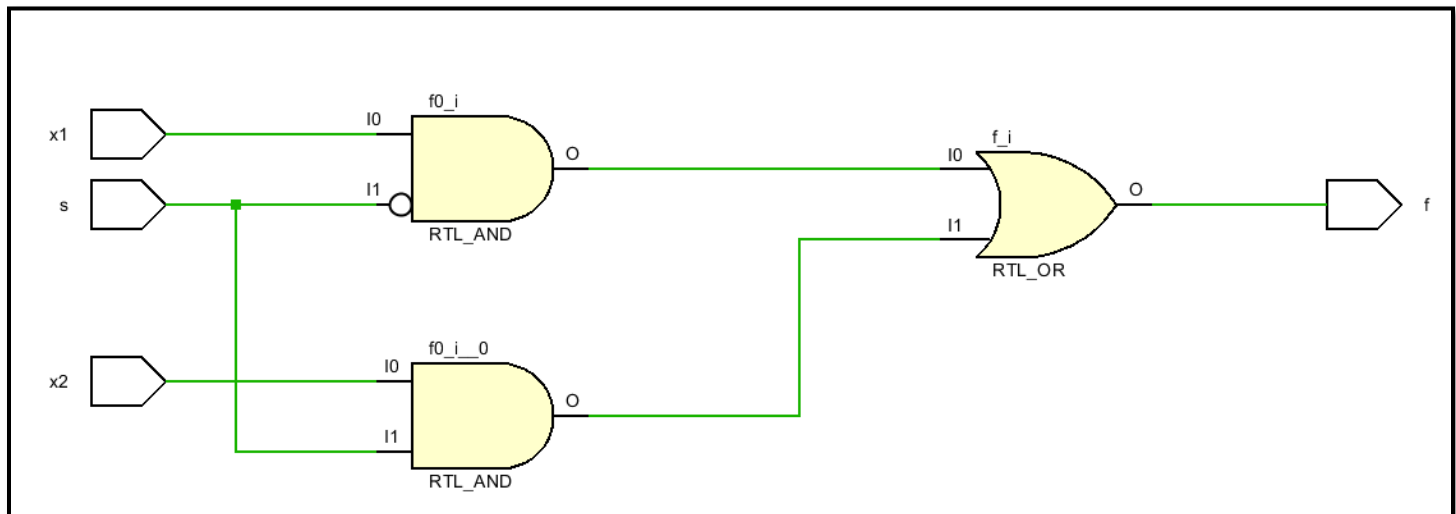 f0_i
x1
I0
O
s
I1
RTL_AND
f_i
I0
O
f
I1
RTL_OR
f0_i__0
x2
I0
O
I1
RTL_AND